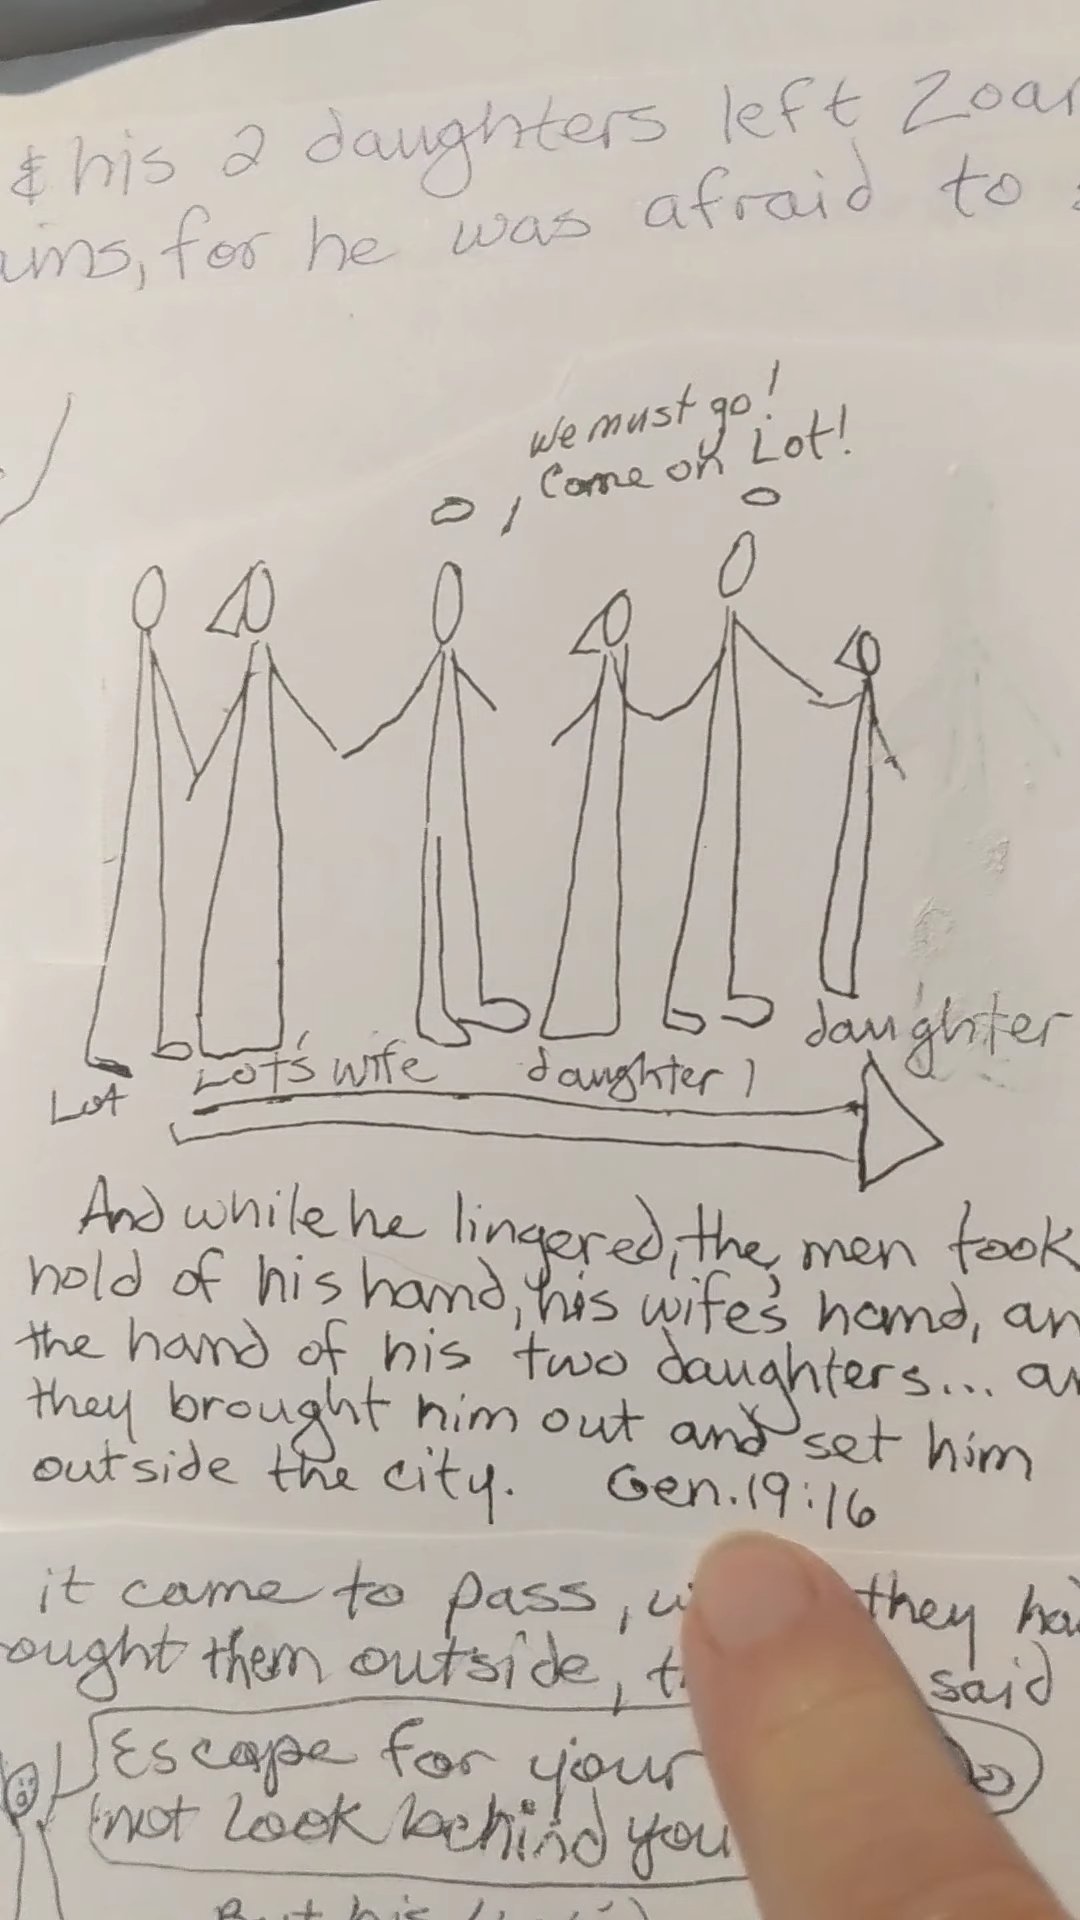 & his 2 daughters left Zoar
, for he was afraid to
We must go!
Come on Lot!
daughter
Lot's wife daughter 1
Lot
And while he lingered, the men took
hold of his hand, his wife's hand, an
the hand of his two daughters... an
they brought him out and set him
outside the city. Gen. 19:16
it came to pass, they ha
ought them outside, said
Escape for your
not look behind you
But his